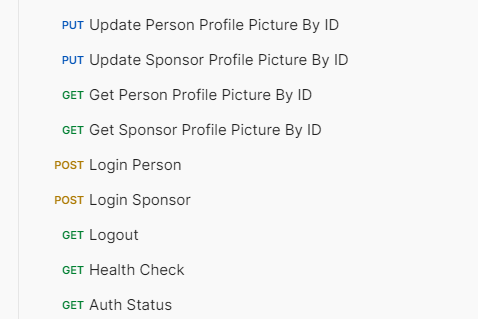 PUT Update Person Profile Picture By ID
PUT Update Sponsor Profile Picture By ID
GET Get Person Profile Picture By ID
GET Get Sponsor Profile Picture By ID
POST Login Person
POST Login Sponsor
GET Logout
GET Health Check
GET Auth Status